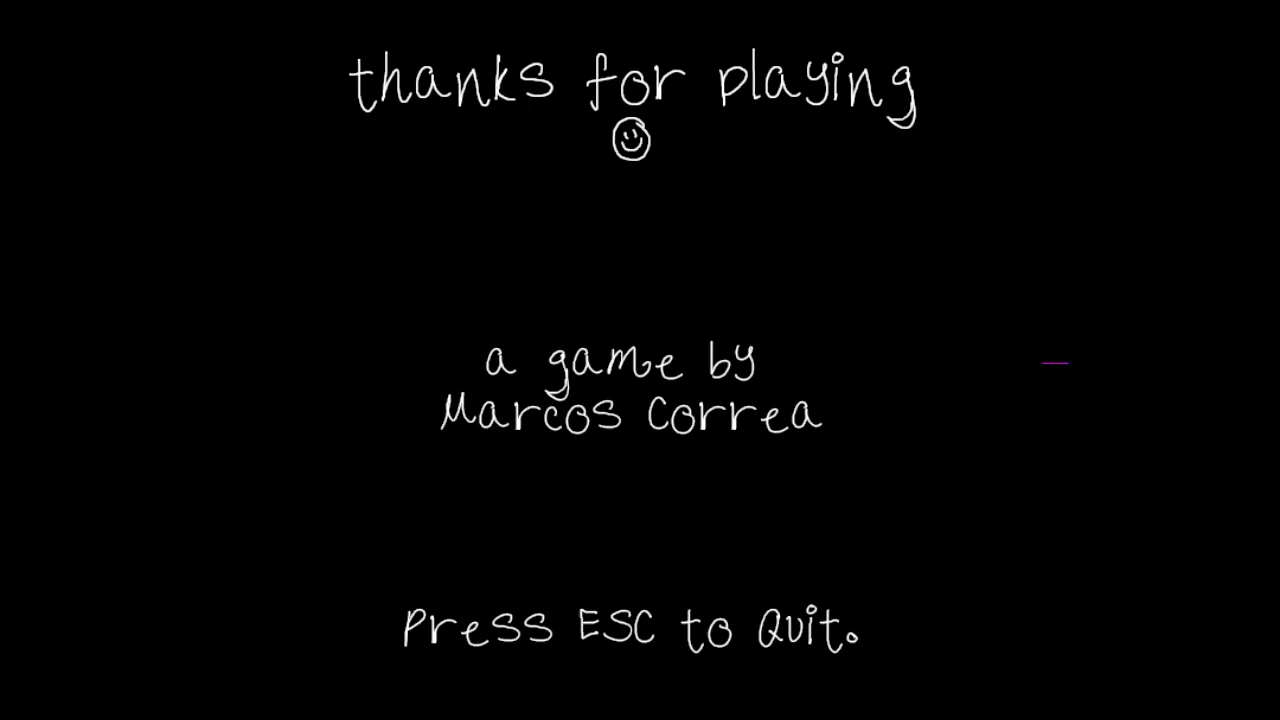 thanks for playing
a game by
Marcos Correa
Press ESC to Quit.